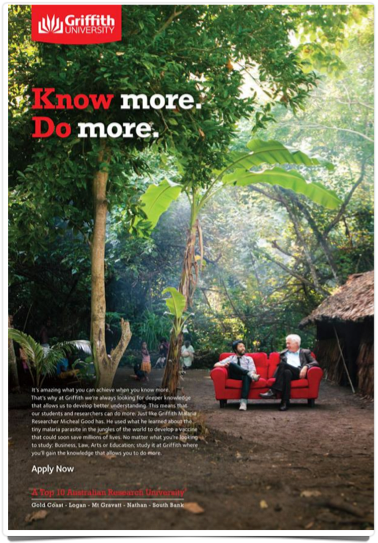 Griffith
UNIVERSITY
Know more.
Do more.
It's amazing what you can achieve when you know more.
That's why at Griffith we're always looking for deeper knowledge
that allows us to develop better understanding. This means that
our students and researchers can do more. Just like Griffith Malaria
Researcher Micheal Good has. He used what he learned about the
tiny malaria parasite in the jungles of the world to develop a vaccine
that could soon save millions of lives. No matter what you're looking
to study: Business, Law, Arts or Education; study it at Griffith where
you'll gain the knowledge that allows you to do more.
Apply Now
A Top 10 Australian Research University
Gold Coast - Logan - Mt Gravatt - Nathan - South Bank